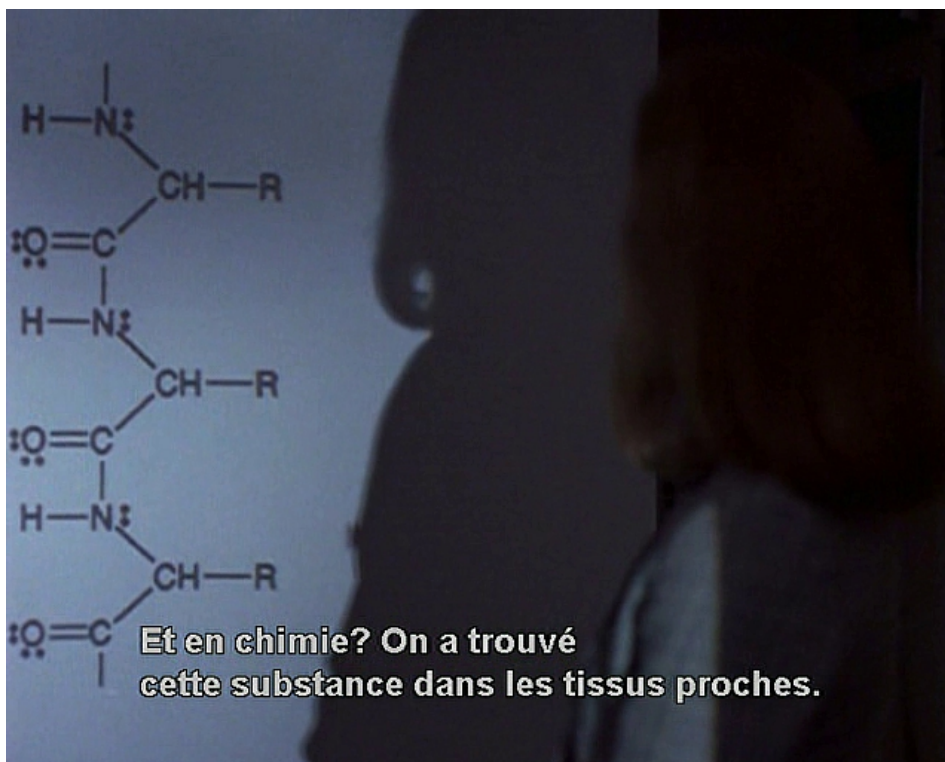 H—N:
CH—R
:O=C
H—N:
CH—R
:O=C
H—N:
CH—R
:O=C
Et en chimie? On a trouvé
cette substance dans les tissus proches.